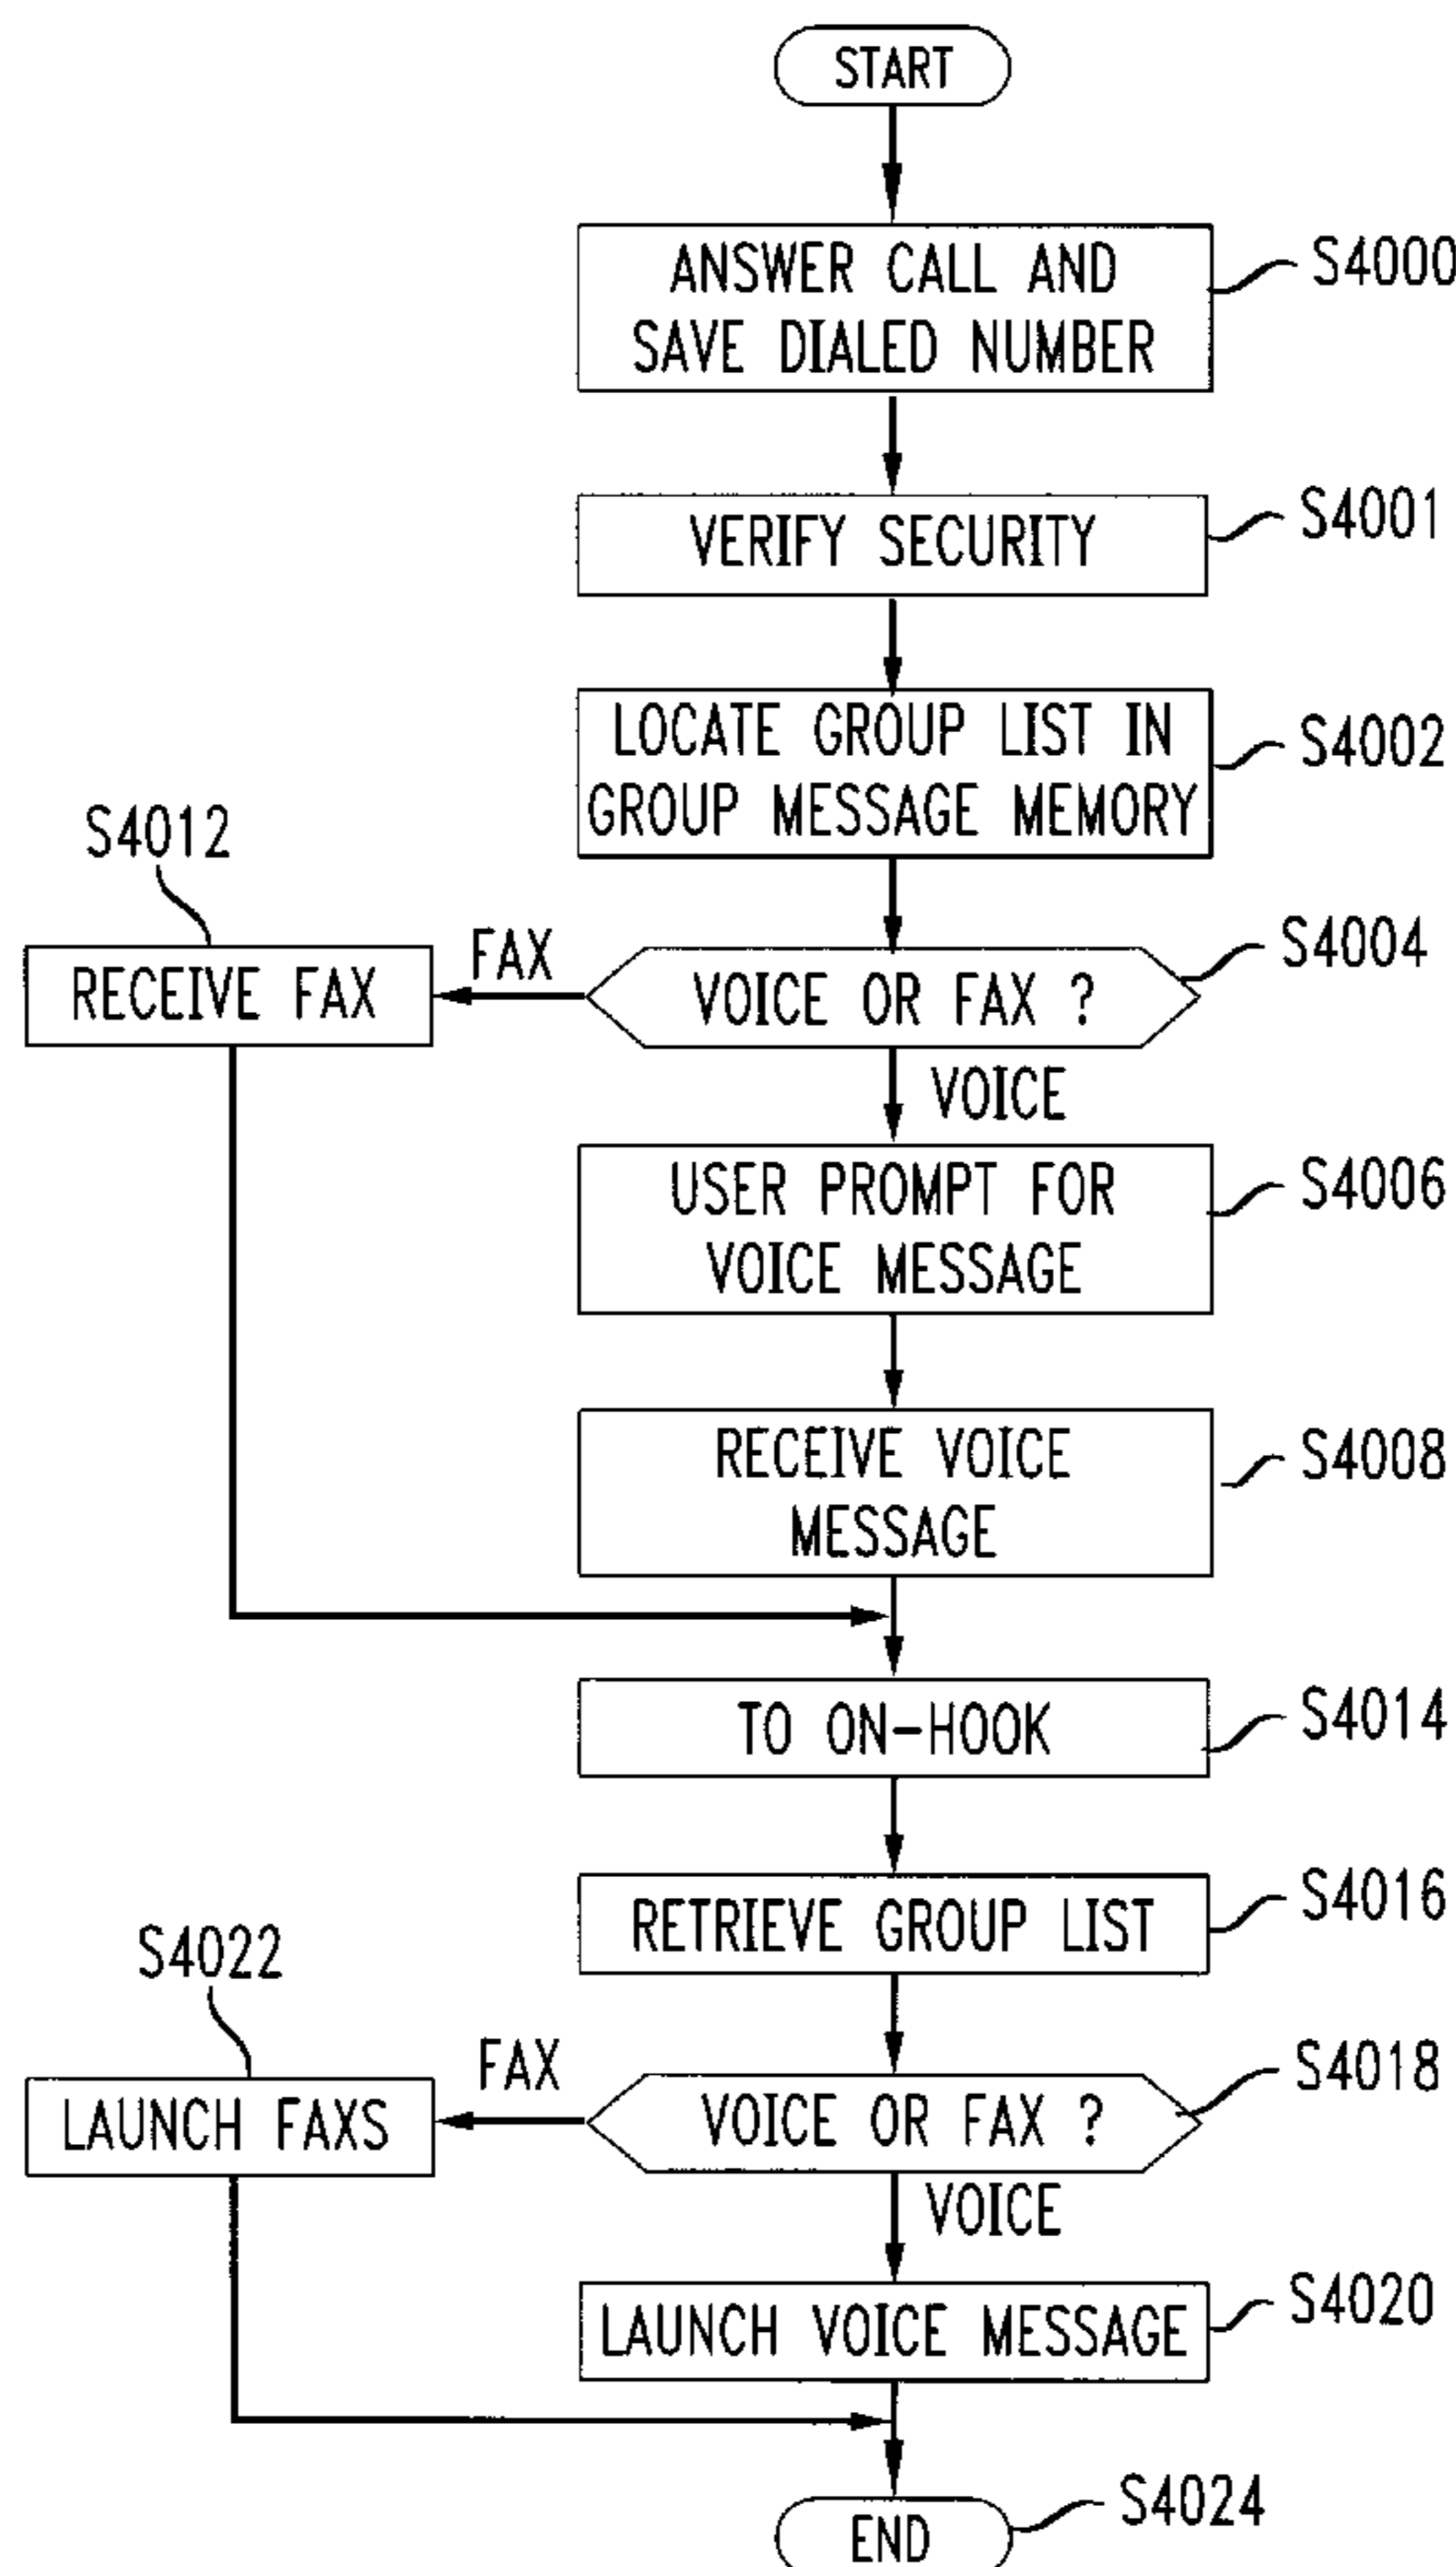 START
ANSWER CALL AND
SAVE DIALED NUMBER
S4000
VERIFY SECURITY
S4001
LOCATE GROUP LIST IN
GROUP MESSAGE MEMORY
S4002
S4012
RECEIVE FAX
FAX
VOICE OR FAX ?
S4004
VOICE
USER PROMPT FOR
VOICE MESSAGE
S4006
RECEIVE VOICE
MESSAGE
S4008
TO ON-HOOK
S4014
RETRIEVE GROUP LIST
S4016
S4022
LAUNCH FAXS
FAX
VOICE OR FAX ?
S4018
VOICE
LAUNCH VOICE MESSAGE
S4020
END
S4024